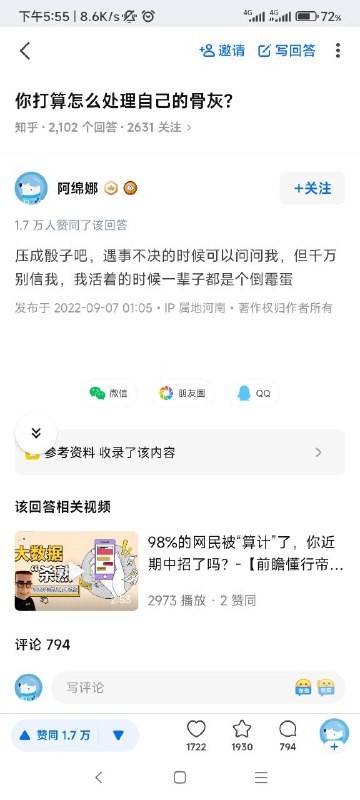 下午5:55 | 8.6K/s
4G 4G 72%
邀请 写回答
你打算怎么处理自己的骨灰？
知乎 · 2,102 个回答 · 2631 关注 >
阿绵娜
+关注
1.7 万人赞同了该回答
压成骰子吧，遇事不决的时候可以问问我，但千万
别信我，我活着的时候一辈子都是个倒霉蛋
发布于 2022-09-07 01:05 · IP 属地河南 · 著作权归作者所有
微信 朋友圈 QQ
参考资料 收录了该内容
该回答相关视频
大数据
“杀熟”
2:53
98%的网民被“算计”了，你近
期中招了吗？-【前瞻懂行帝...
2973 播放 · 2 赞同
评论 794
写评论
赞同 1.7 万
1722 1930 794